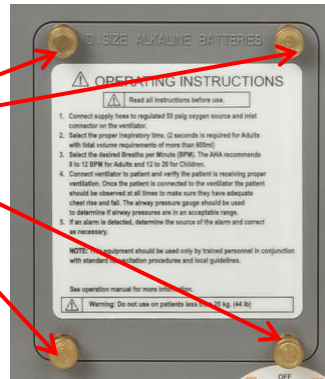 D SIZE ALKALINE BATTERIES
OPERATING INSTRUCTIONS
Read all instructions before use.
1. Connect supply hose to regulated 50 psig oxygen source and inlet
connector on the ventilator.
2. Select the proper Inspiratory time. (2 seconds is required for Adults
with tidal volume requirements of more than 600ml)
3. Select the desired Breaths per Minute (BPM). The AHA recommends
8 to 12 BPM for Adults and 12 to 20 for Children.
4. Connect ventilator to patient and verify the patient is receiving proper
ventilation. Once the patient is connected to the ventilator the patient
should be observed at all times to make sure they have adequate
chest rise and fall. The airway pressure gauge should be used
to determine if airway pressures are in an acceptable range.
5. If an alarm is detected, determine the source of the alarm and correct
as necessary.
NOTE: This equipment should be used only by trained personnel in conjunction
with standard resuscitation procedures and local guidelines.
See operation manual for more information.
Warning: Do not use on patients less than 20 kg. (44 lb)
OFF